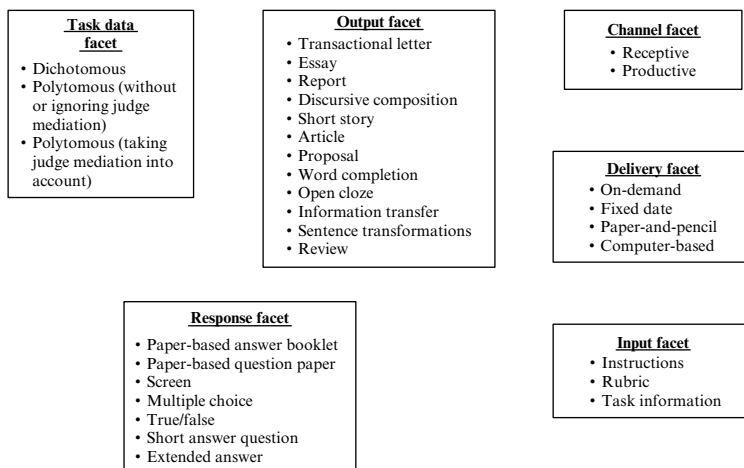 Task data
facet
• Dichotomous
• Polytomous (without
or ignoring judge
mediation)
• Polytomous (taking
judge mediation into
account)
Output facet
• Transactional letter
• Essay
• Report
• Discursive composition
• Short story
• Article
• Proposal
• Word completion
• Open cloze
• Information transfer
• Sentence transformations
• Review
Channel facet
• Receptive
• Productive
Delivery facet
• On-demand
• Fixed date
• Paper-and-pencil
• Computer-based
Response facet
• Paper-based answer booklet
• Paper-based question paper
• Screen
• Multiple choice
• True/false
• Short answer question
• Extended answer
Input facet
• Instructions
• Rubric
• Task information